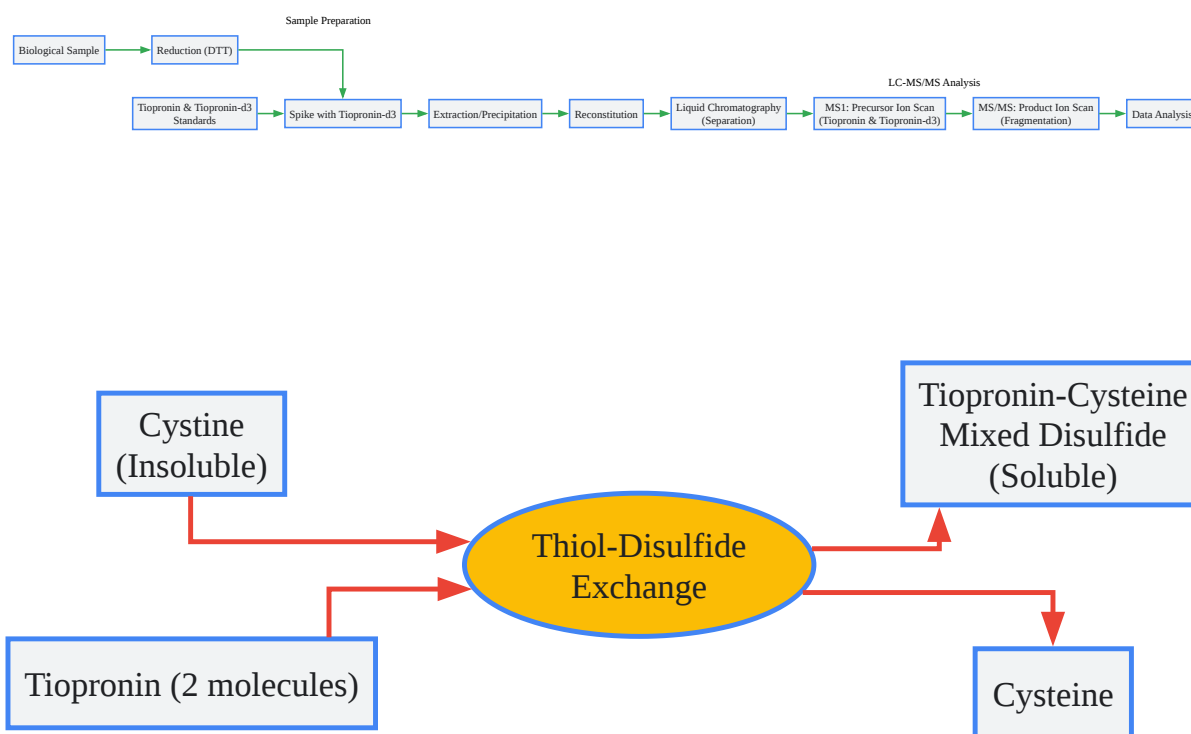 Sample Preparation
Biological Sample
Reduction (DTT)
LC-MS/MS Analysis
Tiopronin & Tiopronin-d3
Standards
Spike with Tiopronin-d3
Extraction/Precipitation
Reconstitution
Liquid Chromatography
(Separation)
MS1: Precursor Ion Scan
(Tiopronin & Tiopronin-d3)
MS/MS: Product Ion Scan
(Fragmentation)
Data Analysis
Cystine
(Insoluble)
Tiopronin (2 molecules)
Thiol-Disulfide
Exchange
Tiopronin-Cysteine
Mixed Disulfide
(Soluble)
Cysteine